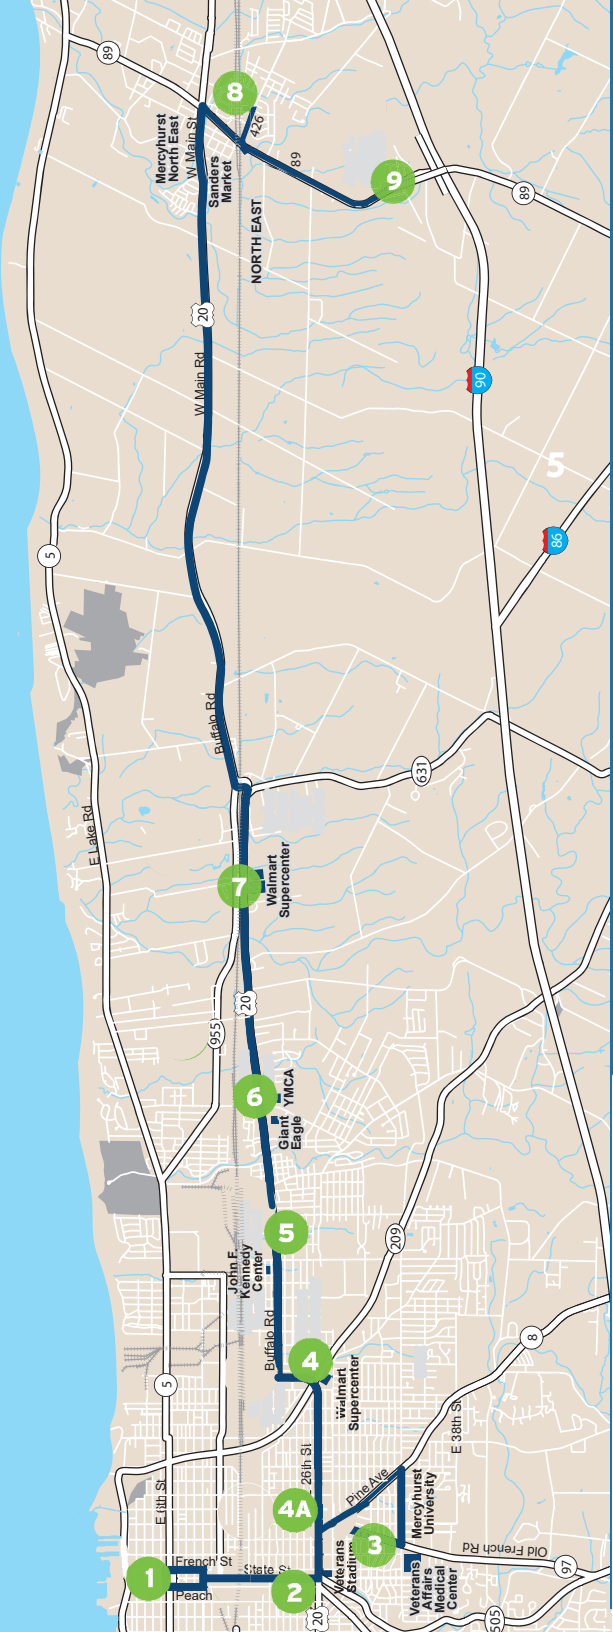 89
8
Mercyhurst
North East
W Main St
426
Sanders
Market
89
9
89
NORTH EAST
20
90
W Main Rd
5
86
5
Buffalo Rd
631
E Lake Rd
7
Walmart
Supercenter
20
955
6
YMCA
Giant
Eagle
5
209
John F.
Kennedy
Center
Buffalo Rd
8
4
5
Walmart
Supercenter
E 38th St
26th St
Pine Ave
E 6th St
4A
Mercyhurst
University
3
Old French Rd
Veterans
Stadium
French St
State St
97
1
Veterans
Affairs
Medical
Center
2
Peach
20
505